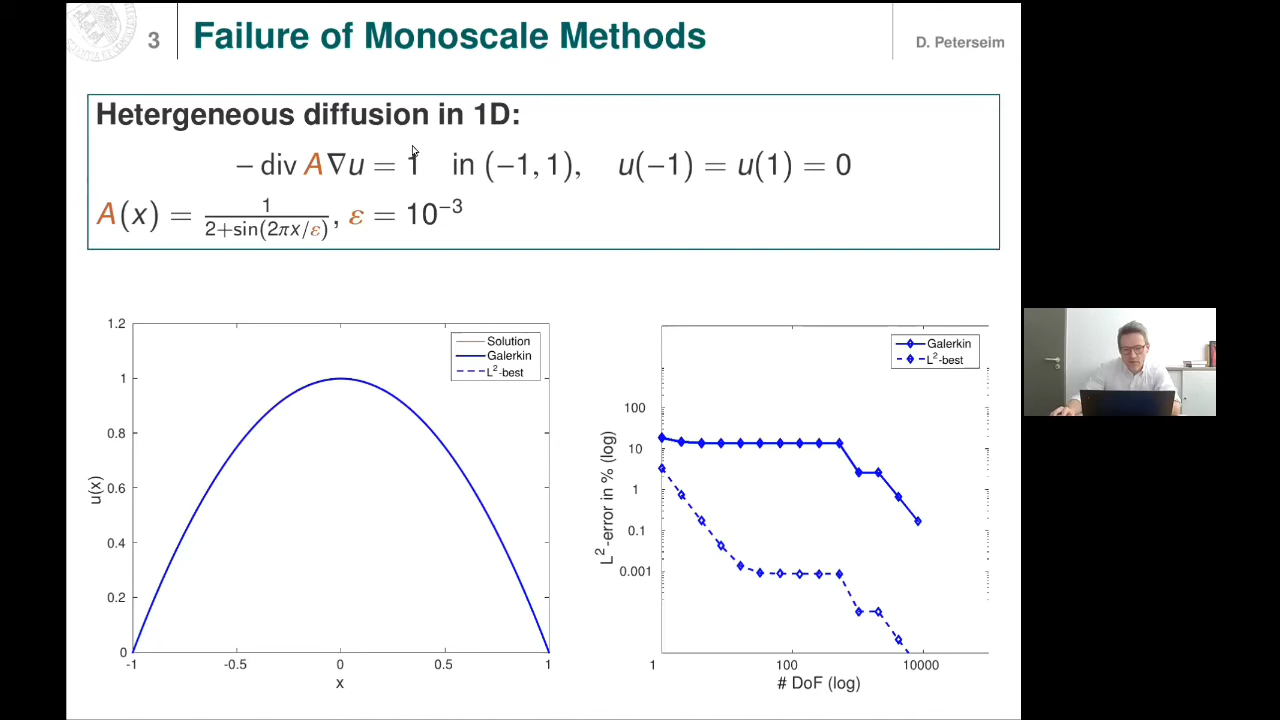 3
Failure of Monoscale Methods
D. Peterseim
Hetergeneous diffusion in 1D:
− div A∇u = 1 in (−1, 1), u(−1) = u(1) = 0
A(x) = 1/(2+sin(2πx/ε)), ε = 10⁻³
1.2
1
0.8
0.6
0.4
0.2
0
u(x)
Solution
Galerkin
L²-best
-1 -0.5 0 0.5 1
x
Galerkin
L²-best
100
10
1
0.1
0.001
L²-error in % (log)
1 100 10000
# DoF (log)